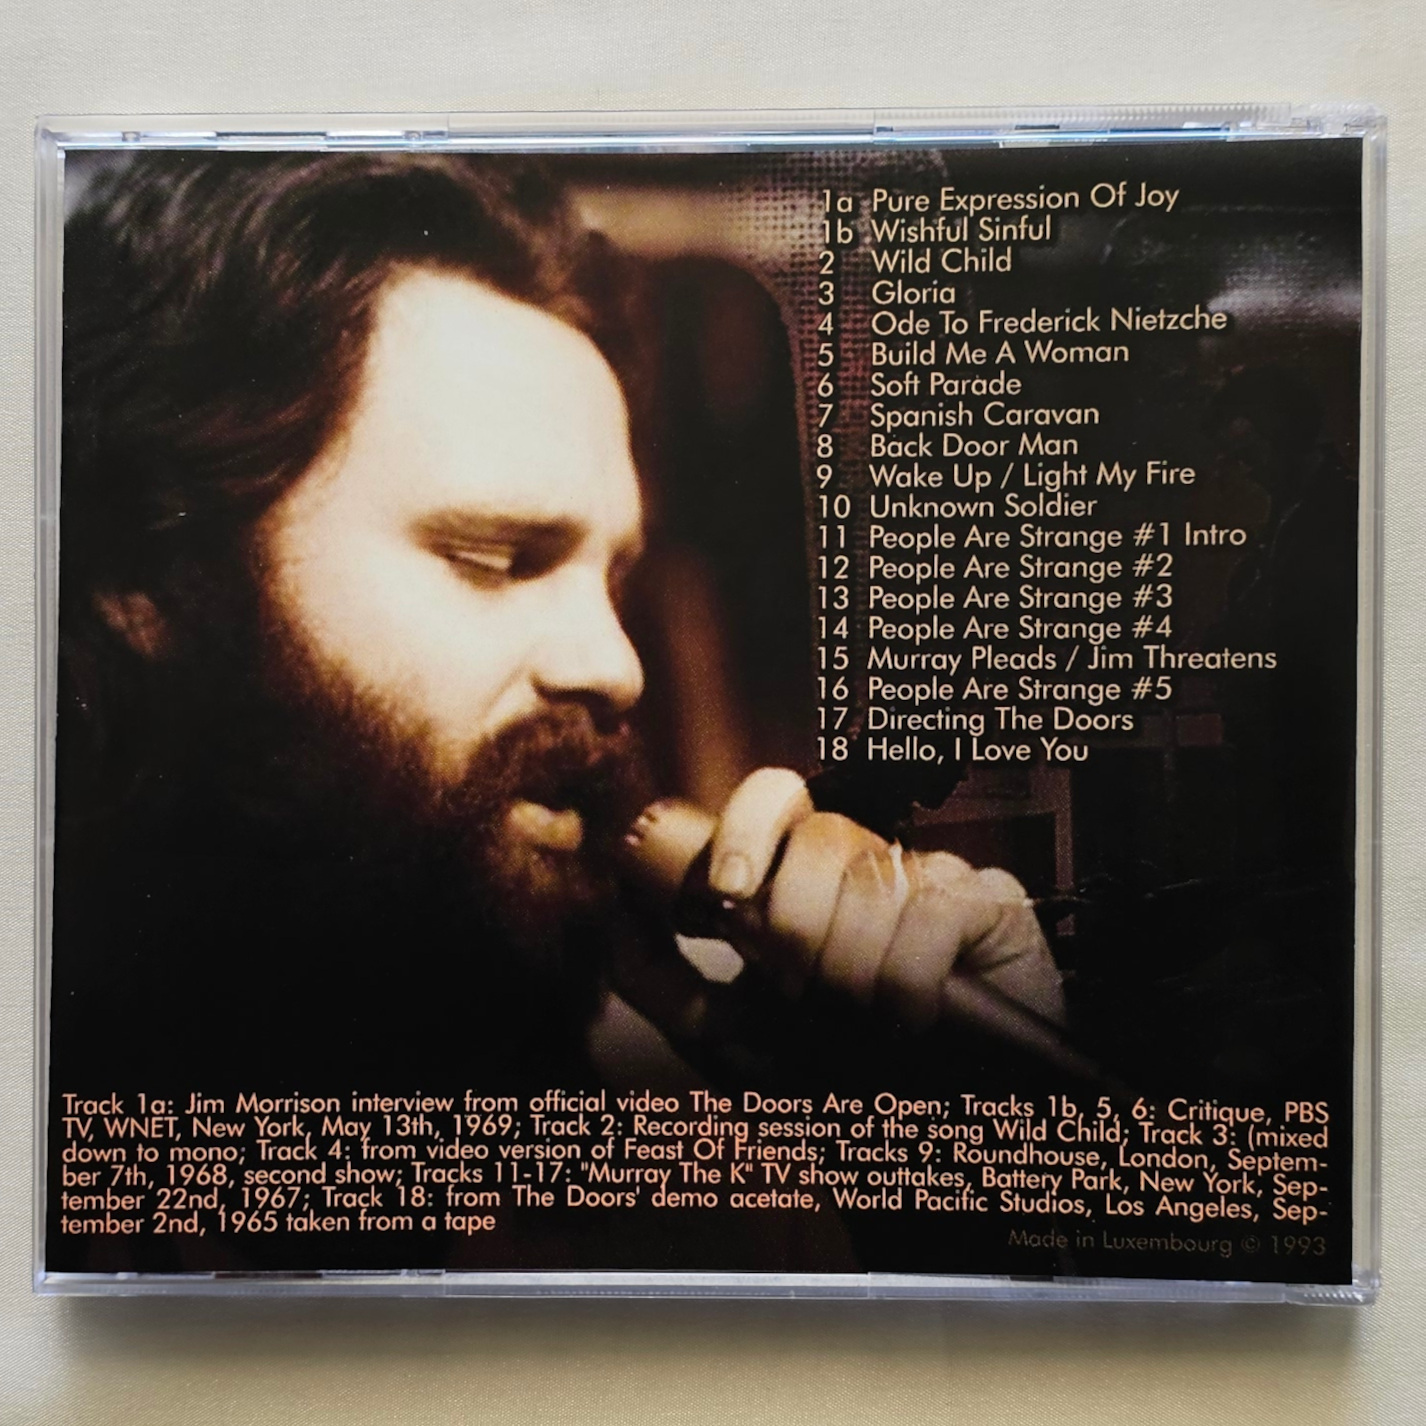 1a Pure Expression Of Joy
1b Wishful Sinful
2 Wild Child
3 Gloria
4 Ode To Frederick Nietzche
5 Build Me A Woman
6 Soft Parade
7 Spanish Caravan
8 Back Door Man
9 Wake Up / Light My Fire
10 Unknown Soldier
11 People Are Strange #1 Intro
12 People Are Strange #2
13 People Are Strange #3
14 People Are Strange #4
15 Murray Pleads / Jim Threatens
16 People Are Strange #5
17 Directing The Doors
18 Hello, I Love You
Track 1a: Jim Morrison interview from official video The Doors Are Open; Tracks 1b, 5, 6: Critique, PBS
TV, WNET, New York, May 13th, 1969; Track 2: Recording session of the song Wild Child; Track 3: (mixed
down to mono; Track 4: from video version of Feast Of Friends; Tracks 9: Roundhouse, London, Septem-
ber 7th, 1968, second show; Tracks 11-17: "Murray The K" TV show outtakes, Battery Park, New York, Sep-
tember 22nd, 1967; Track 18: from The Doors' demo acetate, World Pacific Studios, Los Angeles, Sep-
tember 2nd, 1965 taken from a tape
Made in Luxembourg © 1993